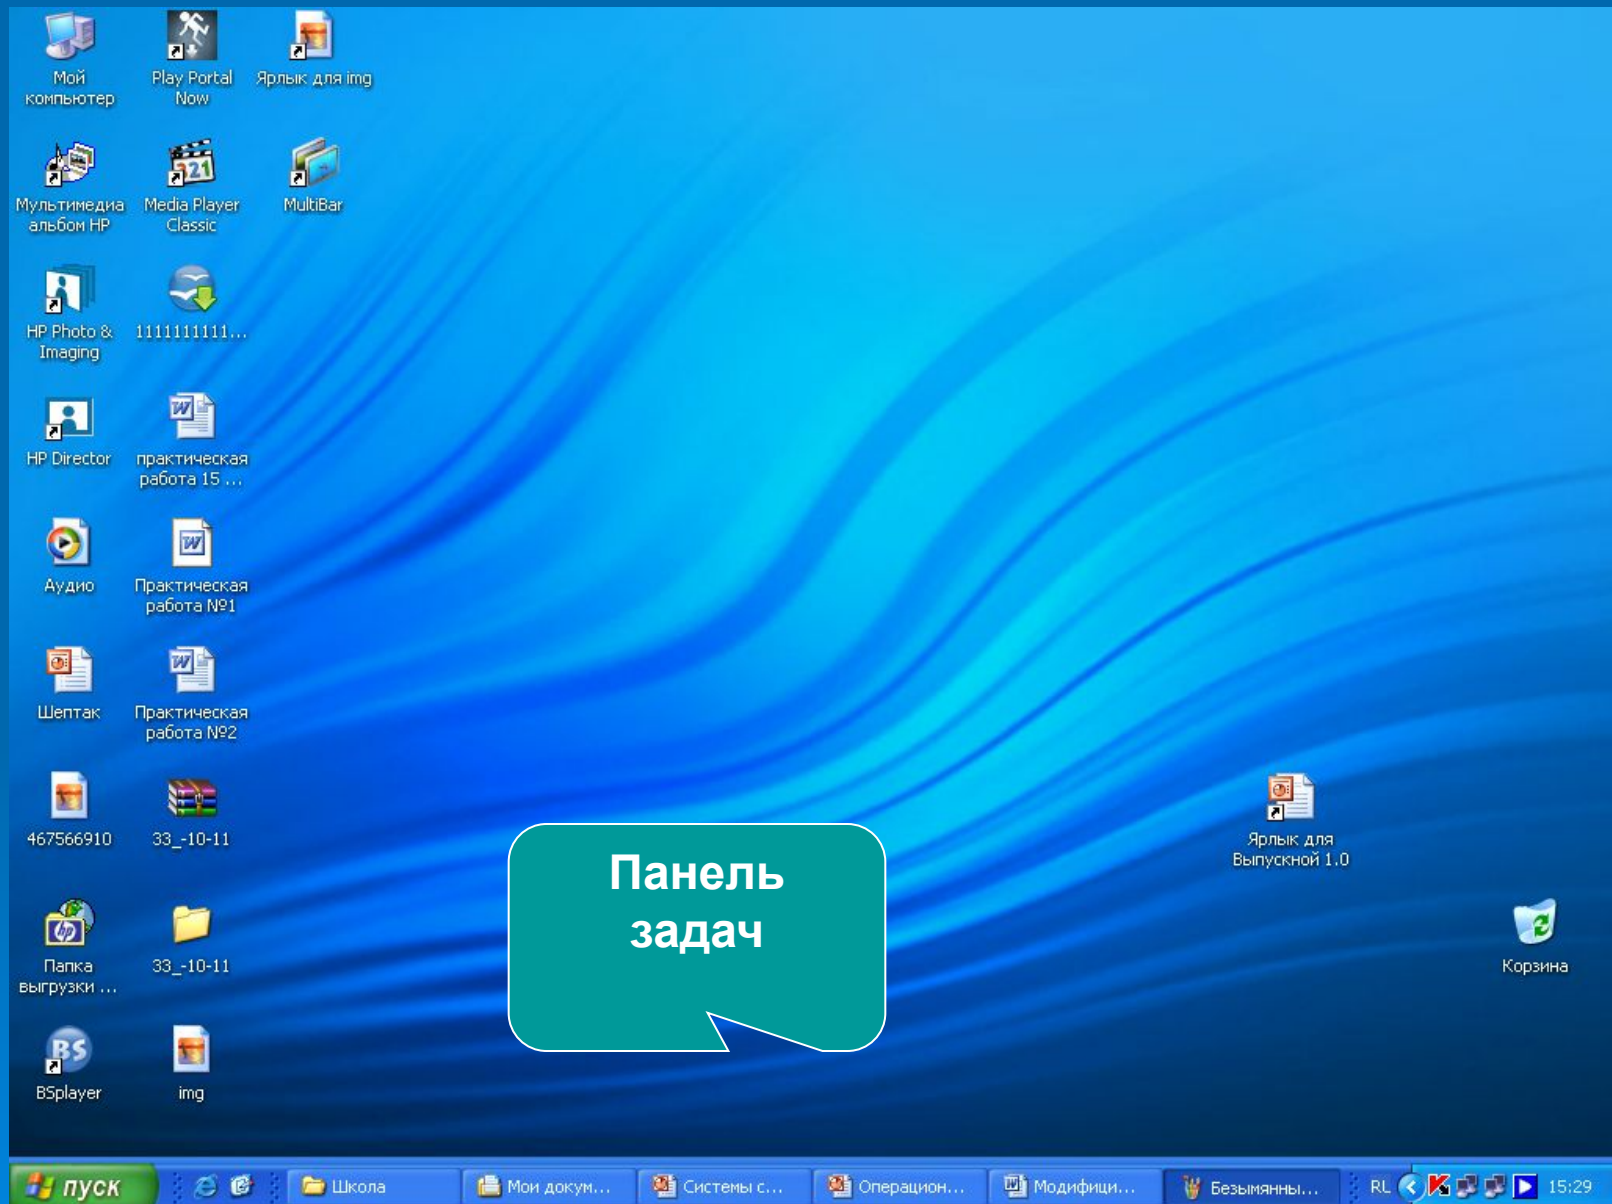 Мой
компьютер
Play Portal
Now
Ярлык для img
Мультимедиа
альбом HP
Media Player
Classic
MultiBar
HP Photo &
Imaging
1111111111...
HP Director
практическая
работа 15 ...
Аудио
Практическая
работа №1
Шептак
Практическая
работа №2
467566910
33_-10-11
Панель
задач
Ярлык для
Выпускной 1.0
Папка
выгрузки ...
33_-10-11
Корзина
BSplayer
img
пуск
Школа
Мои докум...
Системы с...
Операцион...
Модифици...
Безымянны...
RL
15:29